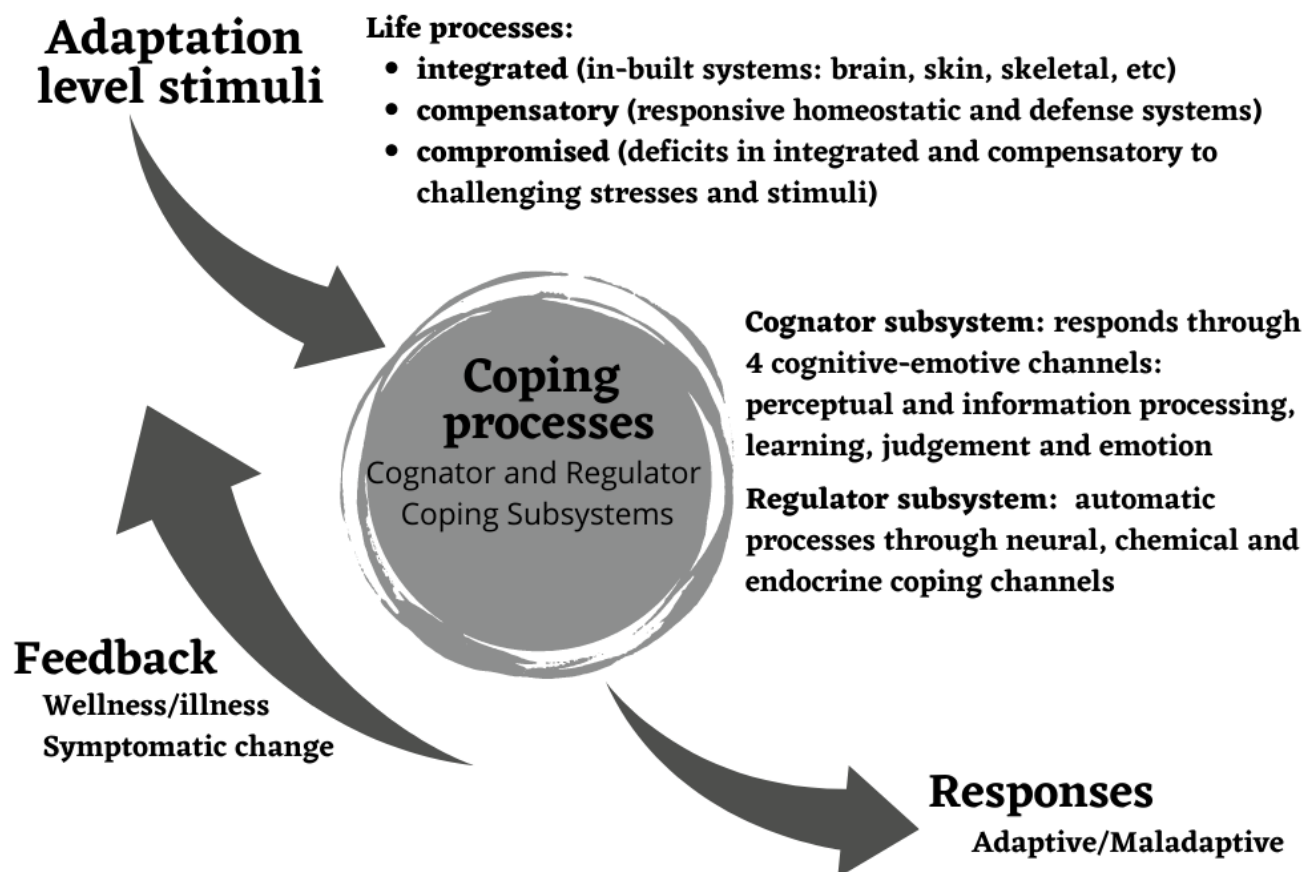 Adaptation
level stimuli
Life processes:
• integrated (in-built systems: brain, skin, skeletal, etc)
• compensatory (responsive homeostatic and defense systems)
• compromised (deficits in integrated and compensatory to
challenging stresses and stimuli)
Coping
processes
Cognator and Regulator
Coping Subsystems
Cognator subsystem: responds through
4 cognitive-emotive channels:
perceptual and information processing,
learning, judgement and emotion
Regulator subsystem: automatic
processes through neural, chemical and
endocrine coping channels
Feedback
Wellness/illness
Symptomatic change
Responses
Adaptive/Maladaptive